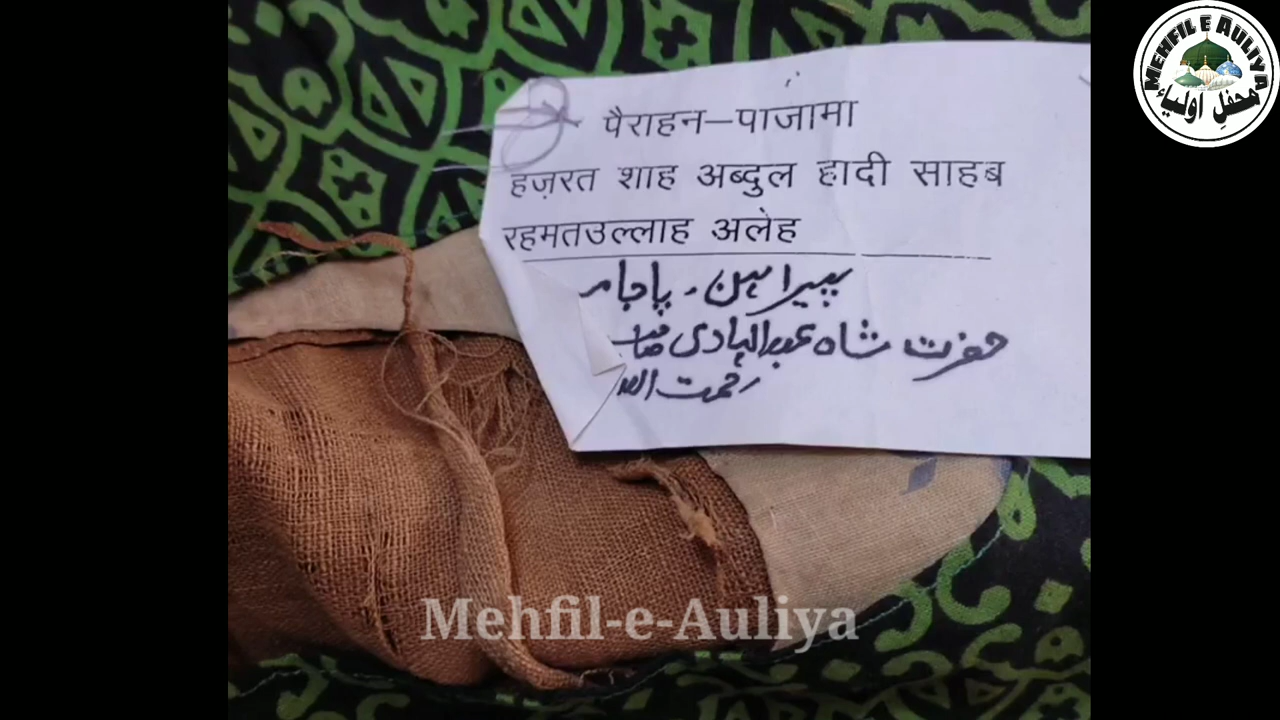 पैराहन–पाजामा
हज़रत शाह अब्दुल हादी साहब
रहमतउल्लाह अलेह
پیراہن۔ پاجامہ
حضرت شاہ عبدالہادی صاحب
رحمت اللہ
Mehfil-e-Auliya
MEHFIL E AULIYA
محفلِ اولیاء